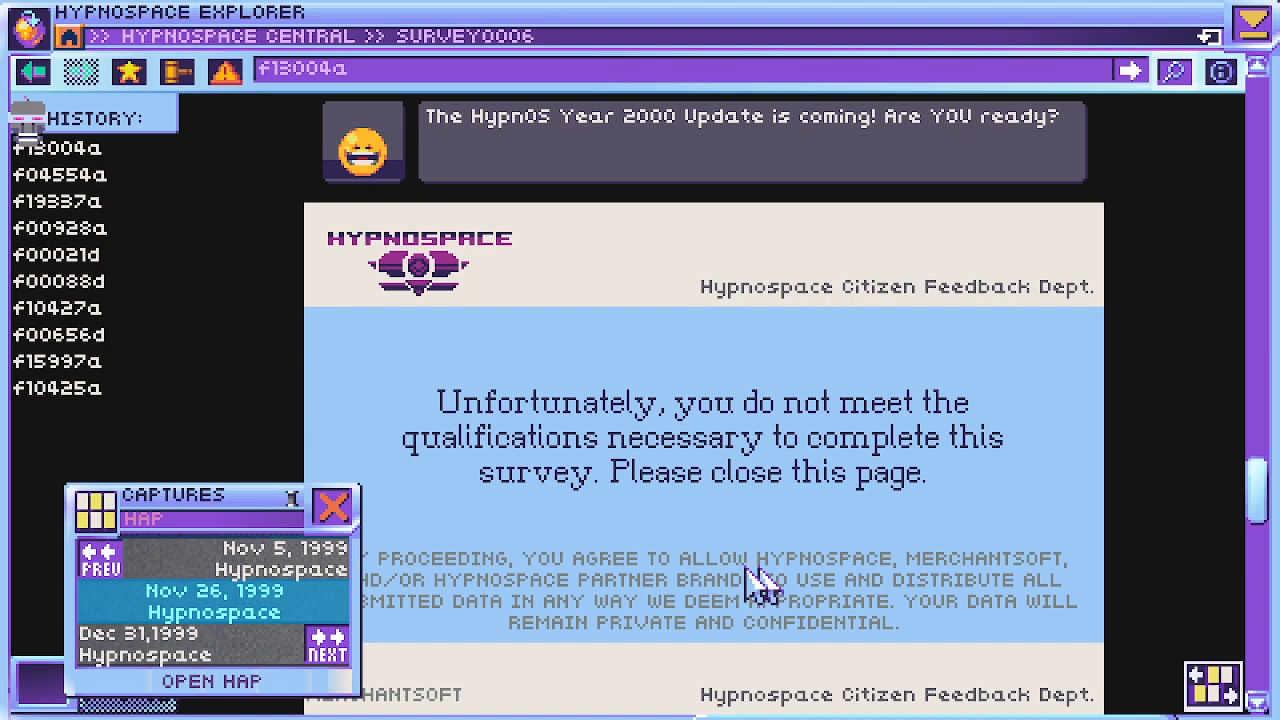 HYPNOSPACE EXPLORER
>> HYPNOSPACE CENTRAL >> SURVEY0006
f13004a
HISTORY:
f13004a
f04554a
f19337a
f00928a
f00021d
f00088d
f10427a
f00656d
f15997a
f10425a
The HypnOS Year 2000 Update is coming! Are YOU ready?
HYPNOSPACE
Hypnospace Citizen Feedback Dept.
Unfortunately, you do not meet the
qualifications necessary to complete this
survey. Please close this page.
PROCEEDING, YOU AGREE TO ALLOW HYPNOSPACE, MERCHANTSOFT,
OR HYPNOSPACE PARTNER BRAND TO USE AND DISTRIBUTE ALL
DATA IN ANY WAY WE DEEM APPROPRIATE. YOUR DATA WILL
REMAIN PRIVATE AND CONFIDENTIAL.
MERCHANTSOFT
Hypnospace Citizen Feedback Dept.
CAPTURES
HAP
PREV
Nov 5, 1999
Hypnospace
Nov 26, 1999
Hypnospace
Dec 31,1999
Hypnospace
NEXT
OPEN HAP